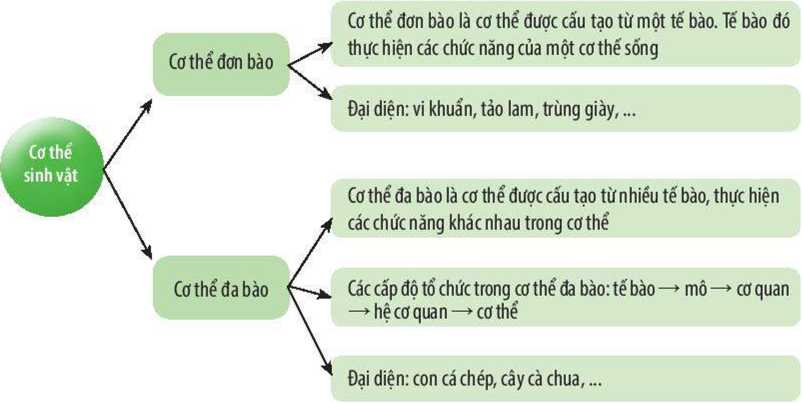 Cơ thể
sinh vật
Cơ thể đơn bào
Cơ thể đơn bào là cơ thể được cấu tạo từ một tế bào. Tế bào đó
thực hiện các chức năng của một cơ thể sống
Đại diện: vi khuẩn, tảo lam, trùng giày, ...
Cơ thể đa bào
Cơ thể đa bào là cơ thể được cấu tạo từ nhiều tế bào, thực hiện
các chức năng khác nhau trong cơ thể
Các cấp độ tổ chức trong cơ thể đa bào: tế bào → mô → cơ quan
→ hệ cơ quan → cơ thể
Đại diện: con cá chép, cây cà chua, ...